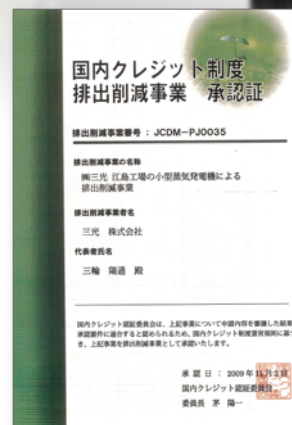 国内クレジット制度
排出削減事業 承認証
排出削減事業番号 : JCDM-PJ0035
排出削減事業の名称
㈱三光 江島工場の小型蒸気発電機による
排出削減事業
排出削減事業者名
三光 株式会社
代表者氏名
三輪 陽通 殿
国内クレジット認証委員会は、上記事業について申請内容を審議した結果
承認要件に適合すると認められるため、国内クレジット制度運営規則に基づ
き、上記事業を排出削減事業として承認いたします。
承 認 日 : 2009年11月2日
国内クレジット認証委員会
委員長 茅 陽一